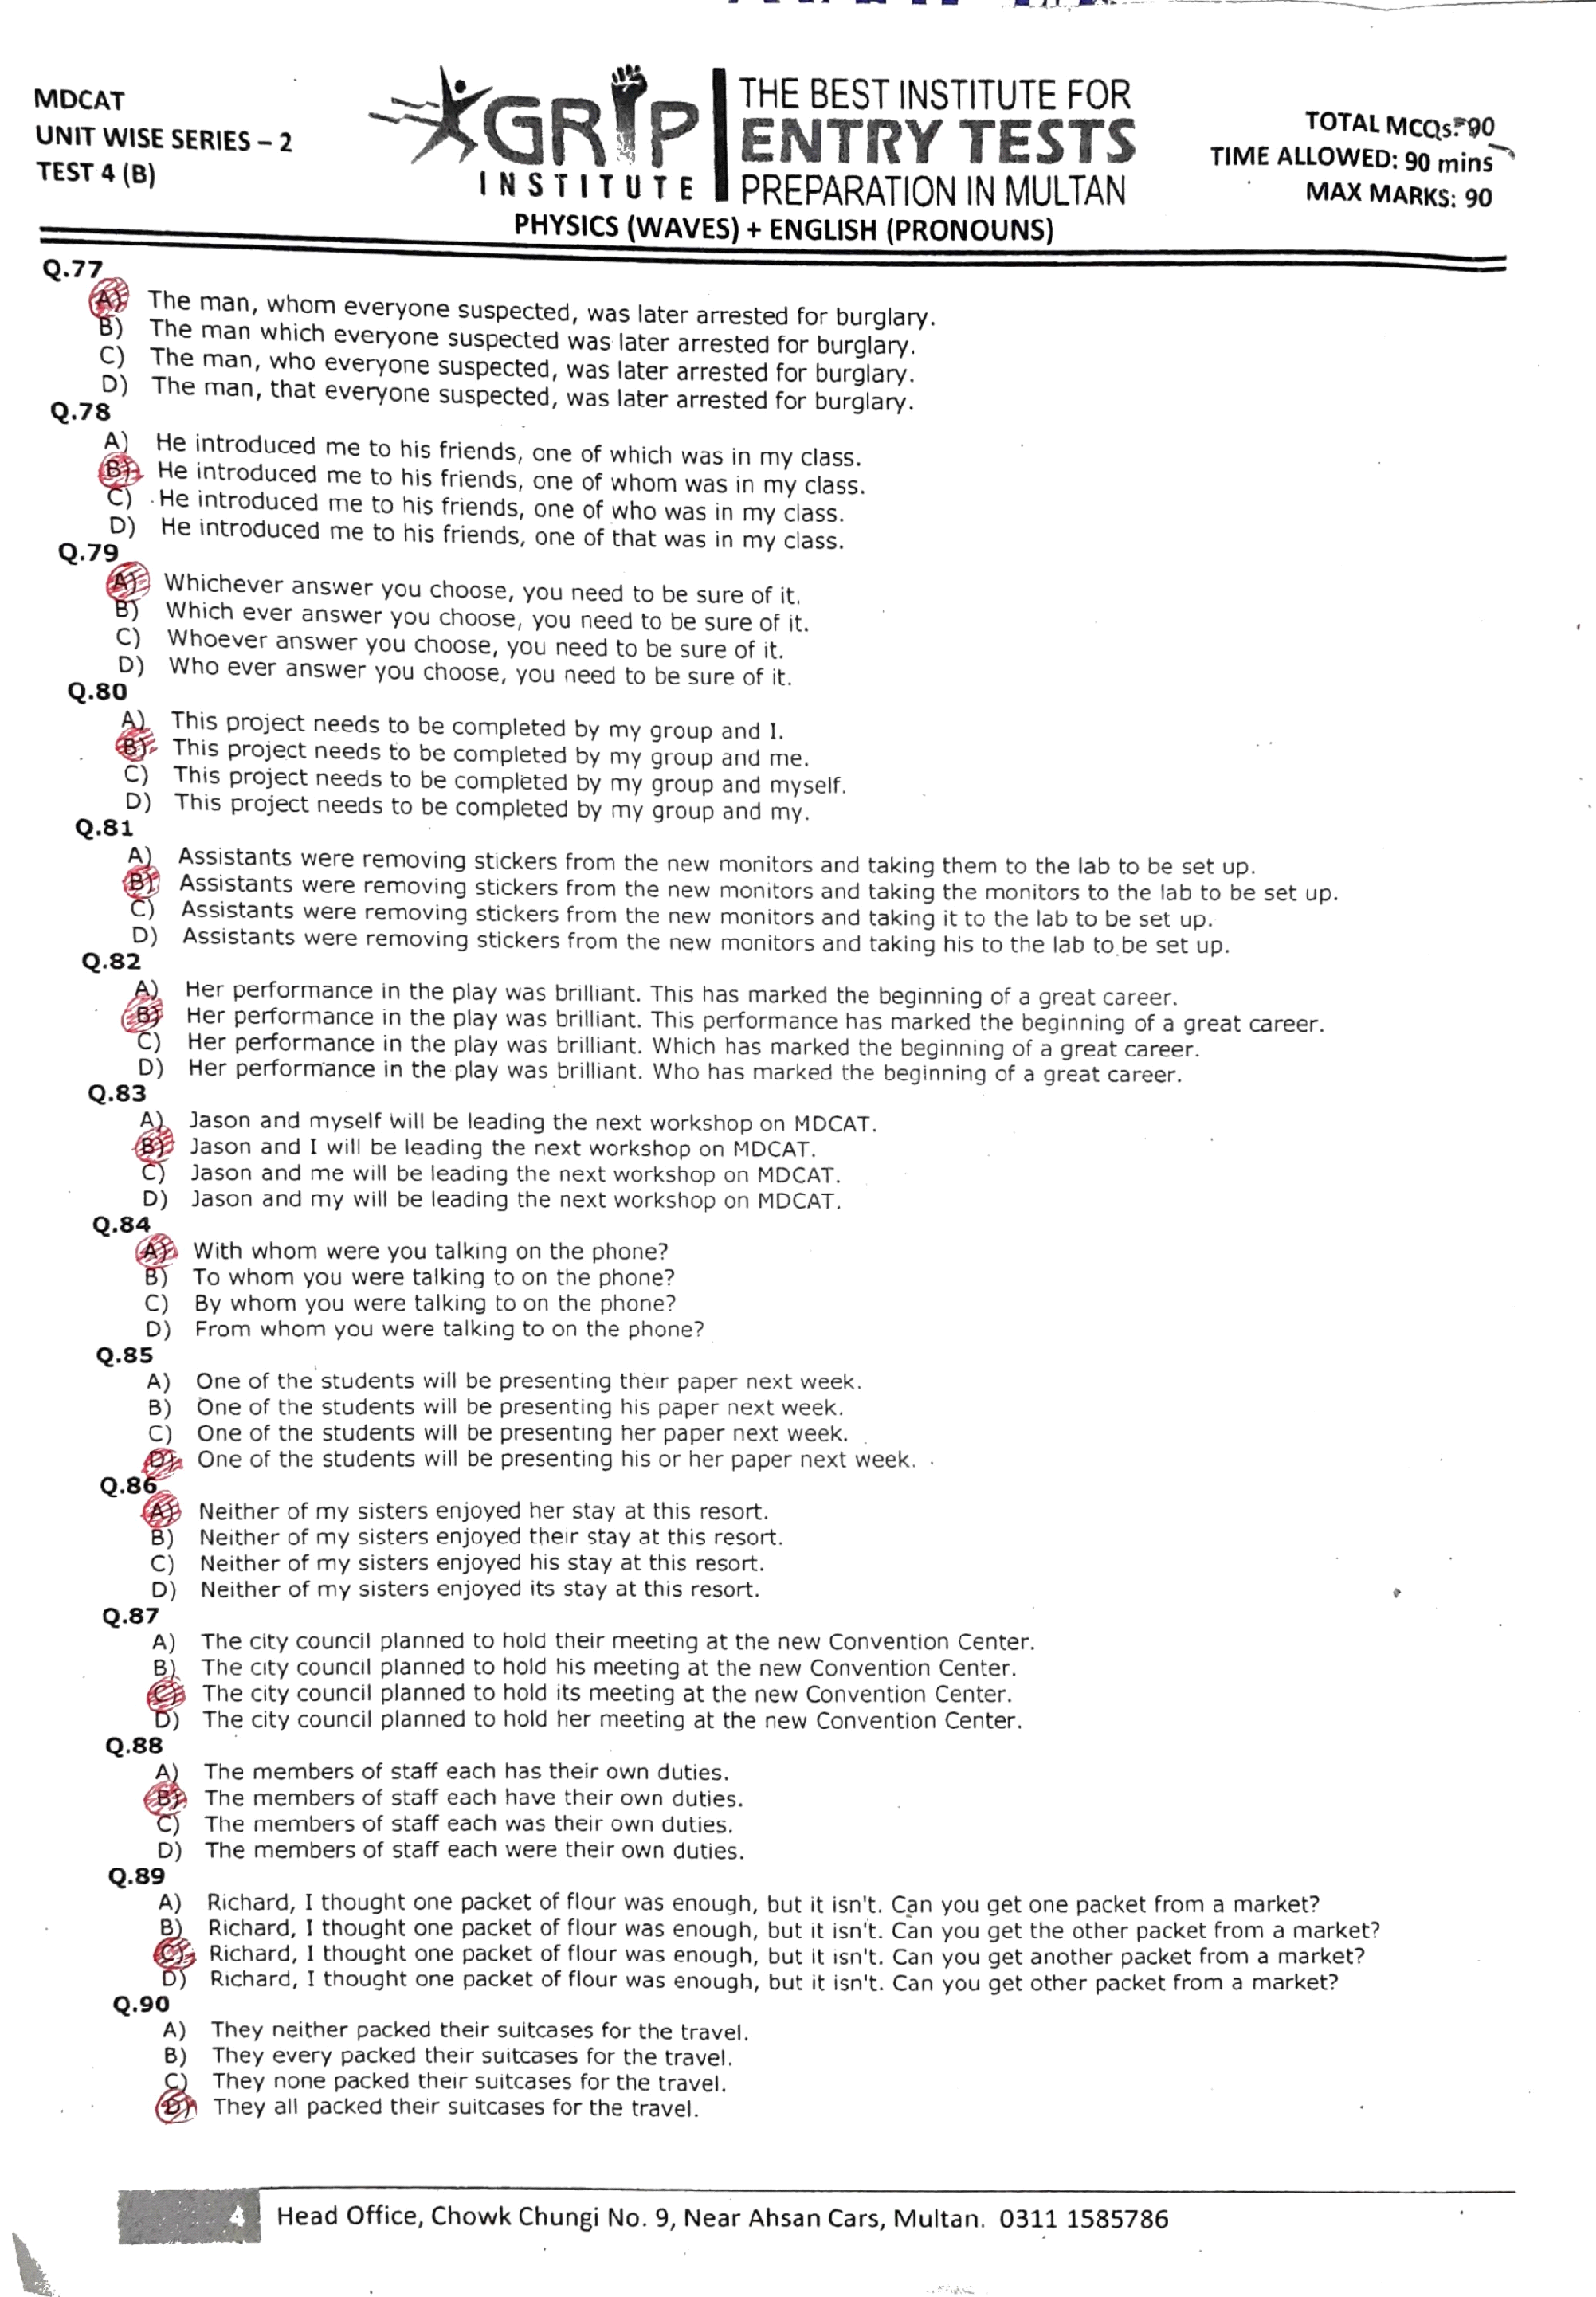 MDCAT
UNIT WISE SERIES – 2
TEST 4 (B)
GRIP
INSTITUTE
THE BEST INSTITUTE FOR
ENTRY TESTS
PREPARATION IN MULTAN
TOTAL MCQs: 90
TIME ALLOWED: 90 mins
MAX MARKS: 90
PHYSICS (WAVES) + ENGLISH (PRONOUNS)
Q.77
A) The man, whom everyone suspected, was later arrested for burglary.
B) The man which everyone suspected was later arrested for burglary.
C) The man, who everyone suspected, was later arrested for burglary.
D) The man, that everyone suspected, was later arrested for burglary.
Q.78
A) He introduced me to his friends, one of which was in my class.
B) He introduced me to his friends, one of whom was in my class.
C) He introduced me to his friends, one of who was in my class.
D) He introduced me to his friends, one of that was in my class.
Q.79
A) Whichever answer you choose, you need to be sure of it.
B) Which ever answer you choose, you need to be sure of it.
C) Whoever answer you choose, you need to be sure of it.
D) Who ever answer you choose, you need to be sure of it.
Q.80
A) This project needs to be completed by my group and I.
B) This project needs to be completed by my group and me.
C) This project needs to be completed by my group and myself.
D) This project needs to be completed by my group and my.
Q.81
A) Assistants were removing stickers from the new monitors and taking them to the lab to be set up.
B) Assistants were removing stickers from the new monitors and taking the monitors to the lab to be set up.
C) Assistants were removing stickers from the new monitors and taking it to the lab to be set up.
D) Assistants were removing stickers from the new monitors and taking his to the lab to be set up.
Q.82
A) Her performance in the play was brilliant. This has marked the beginning of a great career.
B) Her performance in the play was brilliant. This performance has marked the beginning of a great career.
C) Her performance in the play was brilliant. Which has marked the beginning of a great career.
D) Her performance in the play was brilliant. Who has marked the beginning of a great career.
Q.83
A) Jason and myself will be leading the next workshop on MDCAT.
B) Jason and I will be leading the next workshop on MDCAT.
C) Jason and me will be leading the next workshop on MDCAT.
D) Jason and my will be leading the next workshop on MDCAT.
Q.84
A) With whom were you talking on the phone?
B) To whom you were talking to on the phone?
C) By whom you were talking to on the phone?
D) From whom you were talking to on the phone?
Q.85
A) One of the students will be presenting their paper next week.
B) One of the students will be presenting his paper next week.
C) One of the students will be presenting her paper next week.
D) One of the students will be presenting his or her paper next week.
Q.86
A) Neither of my sisters enjoyed her stay at this resort.
B) Neither of my sisters enjoyed their stay at this resort.
C) Neither of my sisters enjoyed his stay at this resort.
D) Neither of my sisters enjoyed its stay at this resort.
Q.87
A) The city council planned to hold their meeting at the new Convention Center.
B) The city council planned to hold his meeting at the new Convention Center.
C) The city council planned to hold its meeting at the new Convention Center.
D) The city council planned to hold her meeting at the new Convention Center.
Q.88
A) The members of staff each has their own duties.
B) The members of staff each have their own duties.
C) The members of staff each was their own duties.
D) The members of staff each were their own duties.
Q.89
A) Richard, I thought one packet of flour was enough, but it isn't. Can you get one packet from a market?
B) Richard, I thought one packet of flour was enough, but it isn't. Can you get the other packet from a market?
C) Richard, I thought one packet of flour was enough, but it isn't. Can you get another packet from a market?
D) Richard, I thought one packet of flour was enough, but it isn't. Can you get other packet from a market?
Q.90
A) They neither packed their suitcases for the travel.
B) They every packed their suitcases for the travel.
C) They none packed their suitcases for the travel.
D) They all packed their suitcases for the travel.
4 Head Office, Chowk Chungi No. 9, Near Ahsan Cars, Multan. 0311 1585786